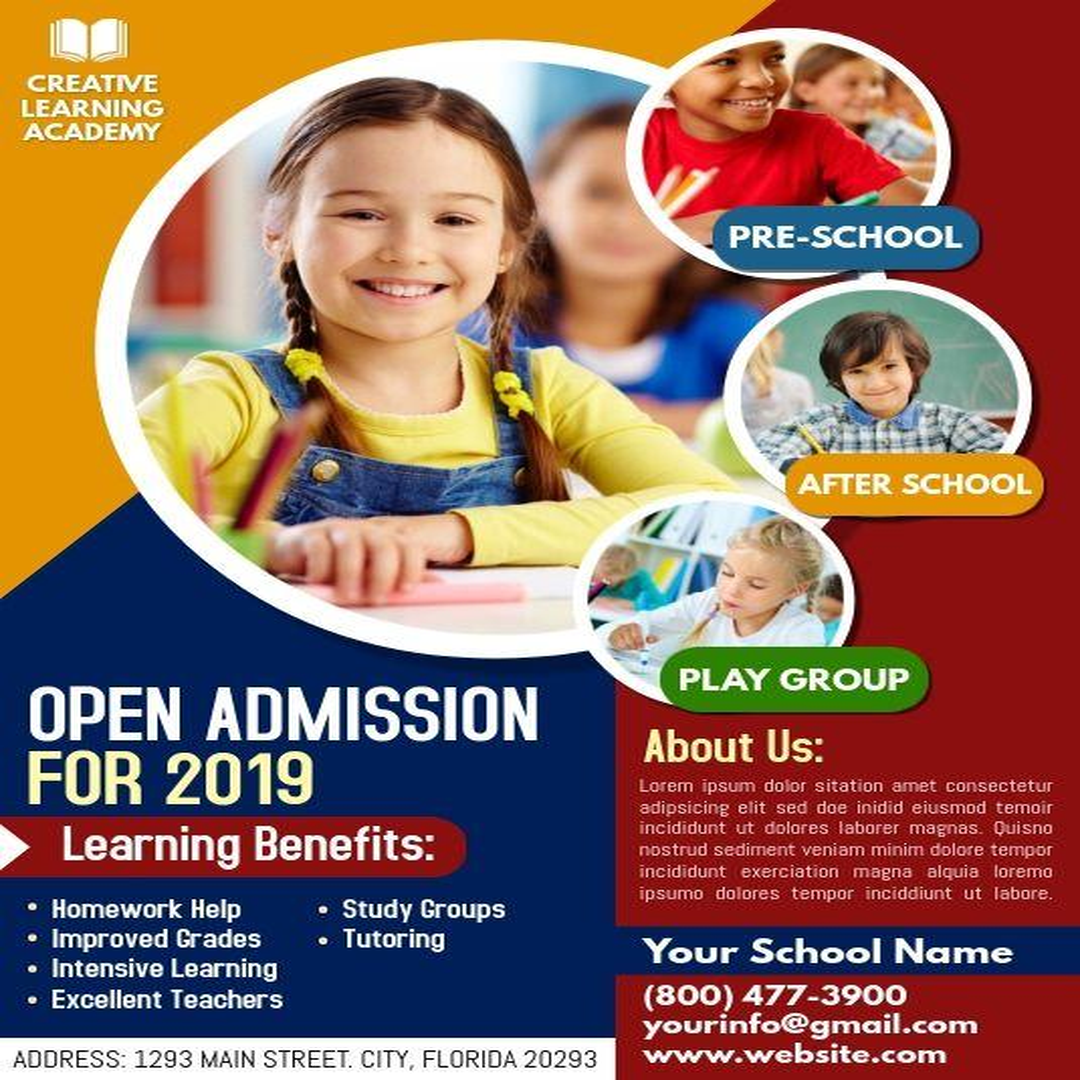 CREATIVE
LEARNING
ACADEMY
PRE-SCHOOL
AFTER SCHOOL
PLAY GROUP
OPEN ADMISSION
FOR 2019
Learning Benefits:
• Homework Help
• Improved Grades
• Intensive Learning
• Excellent Teachers
• Study Groups
• Tutoring
ADDRESS: 1293 MAIN STREET. CITY, FLORIDA 20293
About Us:
Lorem ipsum dolor sitation amet consectetur
adipsicing elit sed doe inidid eiusmod temoir
incididunt ut dolores laborer magnas. Quisno
nostrud sediment veniam minim dolore tempor
incididunt exerciation magna alquia loremo
ipsumo dolores tempor inciddiunt ut labore.
Your School Name
(800) 477-3900
yourinfo@gmail.com
www.website.com